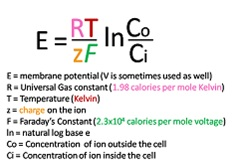 E = RT/zF ln Co/Ci
E = membrane potential (V is sometimes used as well)
R = Universal Gas constant (1.98 calories per mole Kelvin)
T = Temperature (Kelvin)
z = charge on the ion
F = Faraday's Constant (2.3x10⁴ calories per mole voltage)
ln = natural log base e
Co = Concentration of ion outside the cell
Ci = Concentration of ion inside the cell